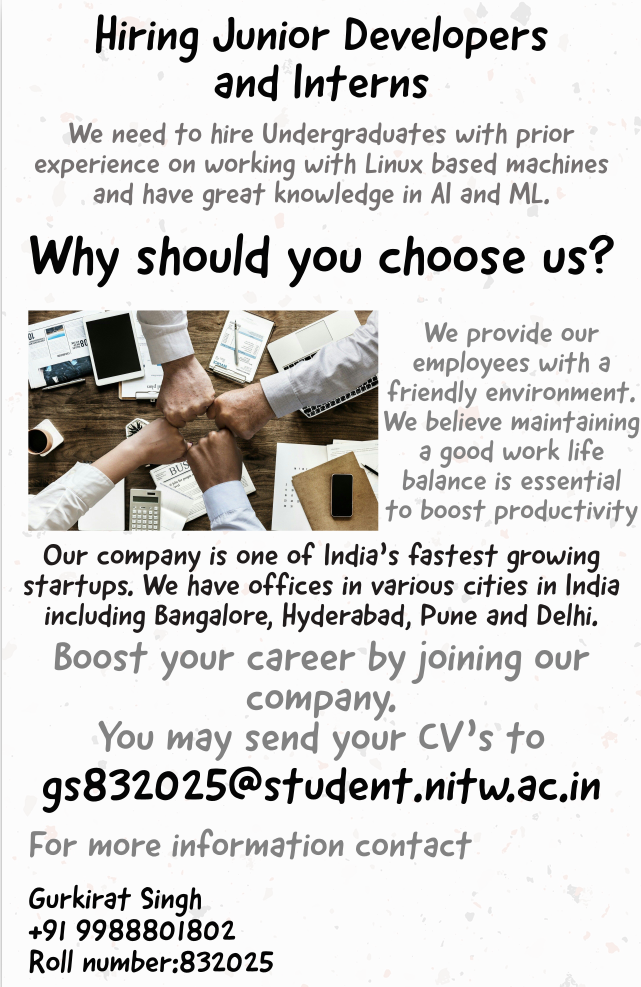 Hiring Junior Developers
and Interns
We need to hire Undergraduates with prior
experience on working with Linux based machines
and have great knowledge in AI and ML.
Why should you choose us?
We provide our
employees with a
friendly environment.
We believe maintaining
a good work life
balance is essential
to boost productivity
Our company is one of India's fastest growing
startups. We have offices in various cities in India
including Bangalore, Hyderabad, Pune and Delhi.
Boost your career by joining our
company.
You may send your CV's to
gs832025@student.nitw.ac.in
For more information contact
Gurkirat Singh
+91 9988801802
Roll number:832025